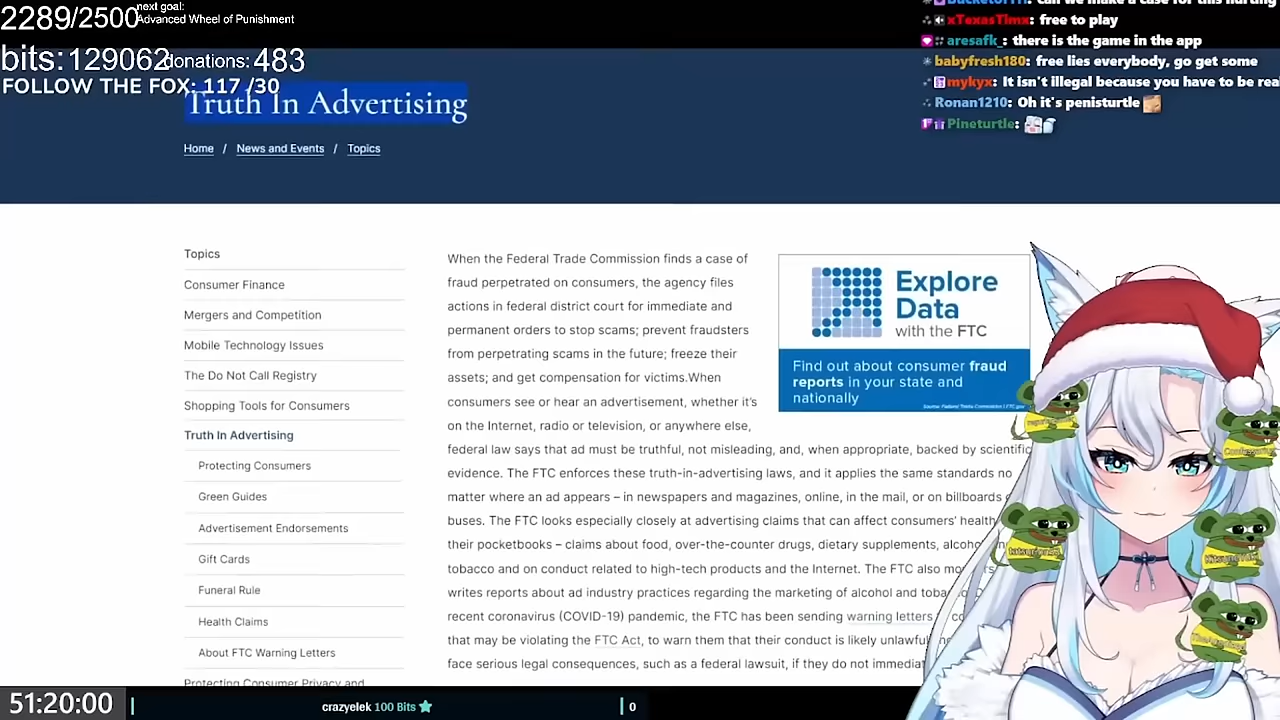 next goal:
2289/2500 Advanced Wheel of Punishment
bits:129062 donations: 483
FOLLOW THE FOX: 117 /30
xTexasTimx: free to play
aresafk_: there is the game in the app
babyfresh180: free lies everybody, go get some
mykyx: It isn't illegal because you have to be real
Ronan1210: Oh it's penisturtle
Pineturtle:
Truth In Advertising
Home / News and Events / Topics
Topics
Consumer Finance
Mergers and Competition
Mobile Technology Issues
The Do Not Call Registry
Shopping Tools for Consumers
Truth In Advertising
Protecting Consumers
Green Guides
Advertisement Endorsements
Gift Cards
Funeral Rule
Health Claims
About FTC Warning Letters
Protecting Consumer Privacy and
When the Federal Trade Commission finds a case of
fraud perpetrated on consumers, the agency files
actions in federal district court for immediate and
permanent orders to stop scams; prevent fraudsters
from perpetrating scams in the future; freeze their
assets; and get compensation for victims.When
consumers see or hear an advertisement, whether it's
on the Internet, radio or television, or anywhere else,
federal law says that ad must be truthful, not misleading, and, when appropriate, backed by scientific
evidence. The FTC enforces these truth-in-advertising laws, and it applies the same standards no
matter where an ad appears – in newspapers and magazines, online, in the mail, or on billboards
buses. The FTC looks especially closely at advertising claims that can affect consumers' health
their pocketbooks – claims about food, over-the-counter drugs, dietary supplements, alcohol
tobacco and on conduct related to high-tech products and the Internet. The FTC also
writes reports about ad industry practices regarding the marketing of alcohol and
recent coronavirus (COVID-19) pandemic, the FTC has been sending warning letters
that may be violating the FTC Act, to warn them that their conduct is likely unlawful
face serious legal consequences, such as a federal lawsuit, if they do not
Explore
Data
with the FTC
Find out about consumer fraud
reports in your state and
nationally
Source: Federal Trade Commission | FTC.gov
51:20:00
crazyelek 100 Bits
0